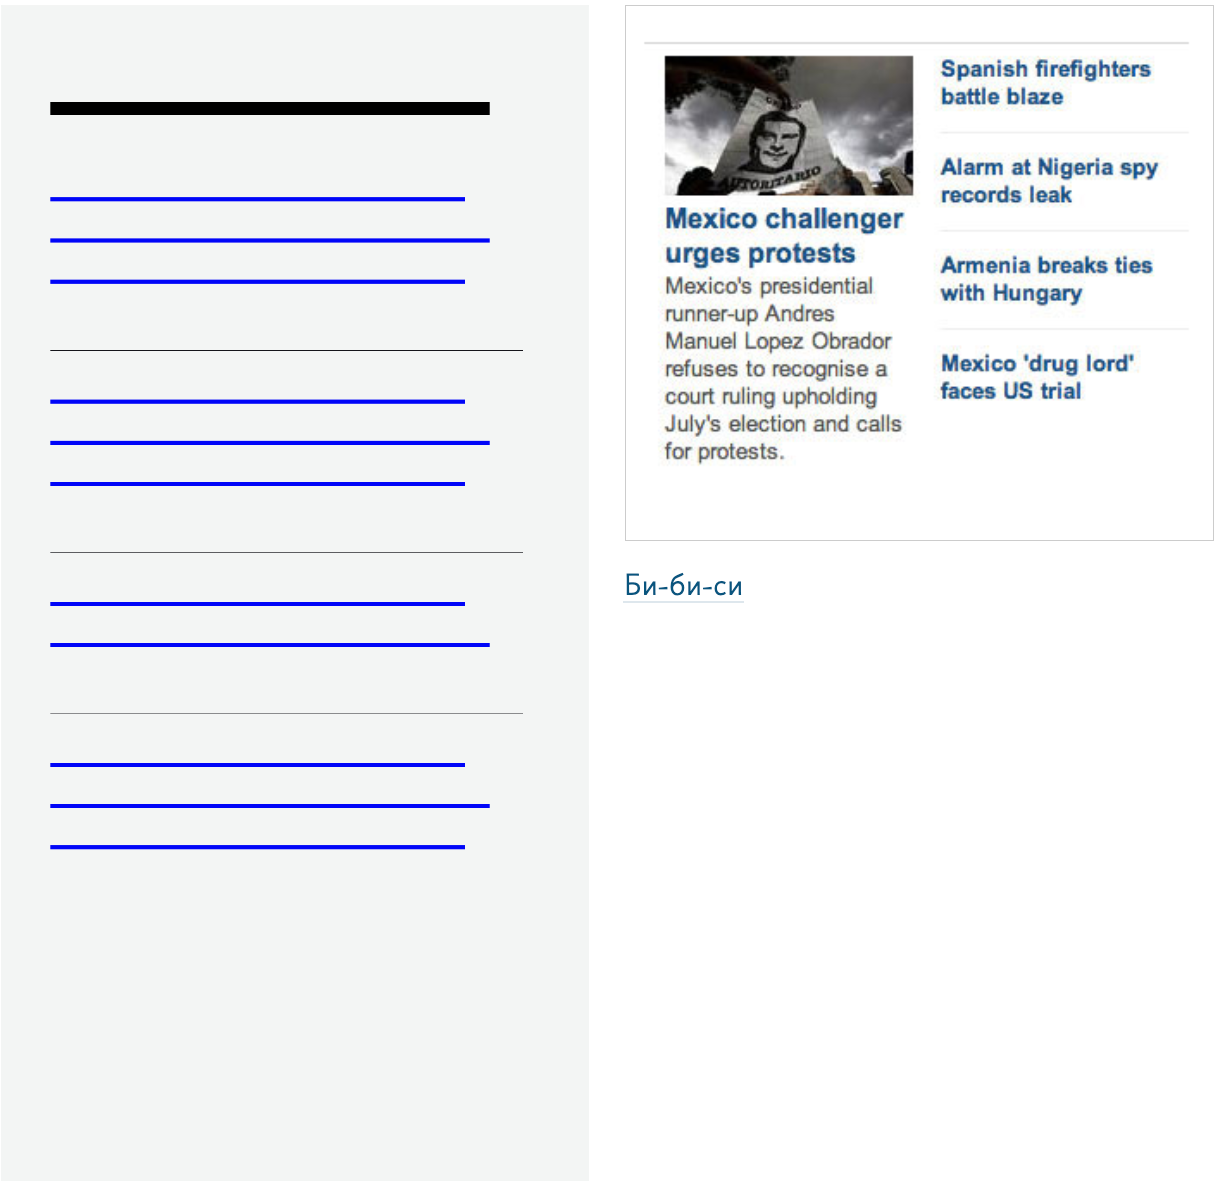 AUTORITARIO
Mexico challenger
urges protests
Mexico's presidential
runner-up Andres
Manuel Lopez Obrador
refuses to recognise a
court ruling upholding
July's election and calls
for protests.
Spanish firefighters
battle blaze
Alarm at Nigeria spy
records leak
Armenia breaks ties
with Hungary
Mexico 'drug lord'
faces US trial
Би-би-си